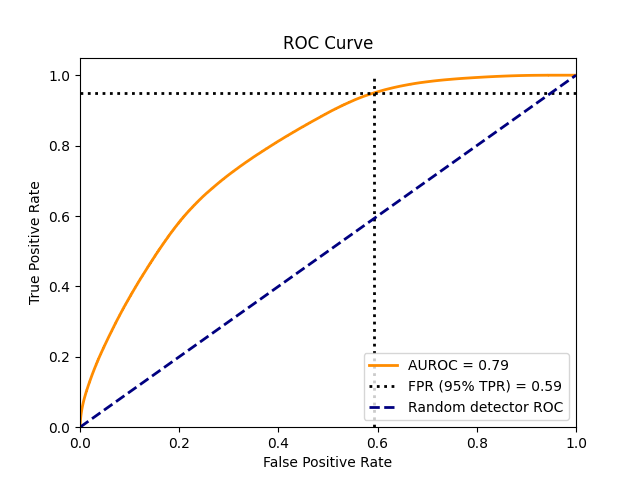 ROC Curve
True Positive Rate
1.0
0.8
0.6
0.4
0.2
0.0
0.0 0.2 0.4 0.6 0.8 1.0
False Positive Rate
AUROC = 0.79
FPR (95% TPR) = 0.59
Random detector ROC